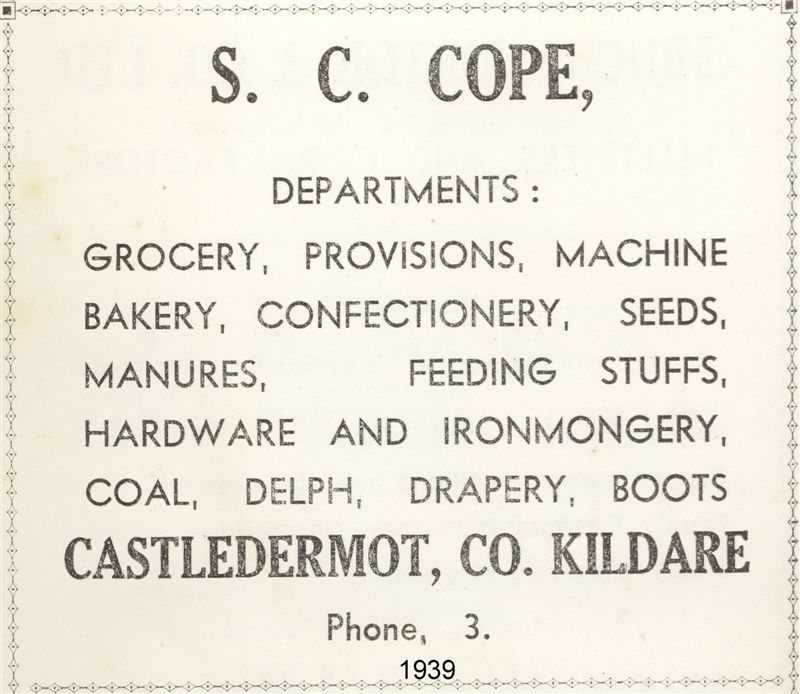 S. C. COPE,
DEPARTMENTS :
GROCERY, PROVISIONS, MACHINE
BAKERY, CONFECTIONERY, SEEDS,
MANURES, FEEDING STUFFS,
HARDWARE AND IRONMONGERY,
COAL, DELPH, DRAPERY, BOOTS
CASTLEDERMOT, CO. KILDARE
Phone, 3.
1939